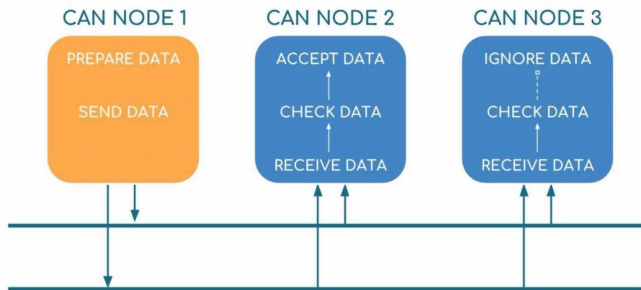 CAN NODE 1
PREPARE DATA
SEND DATA
CAN NODE 2
ACCEPT DATA
CHECK DATA
RECEIVE DATA
CAN NODE 3
IGNORE DATA
CHECK DATA
RECEIVE DATA